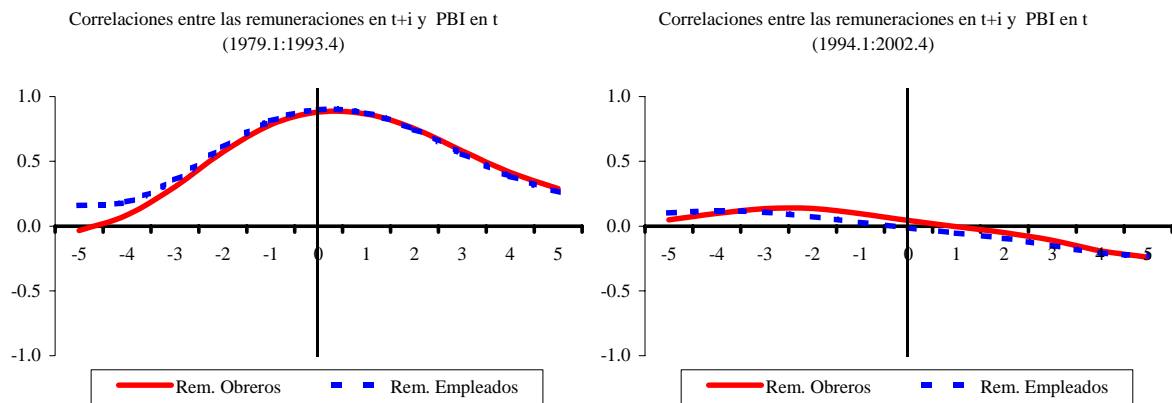 Correlaciones entre las remuneraciones en t+i y PBI en t
(1979.1:1993.4)
1.0
0.5
0.0
-0.5
-1.0
-5 -4 -3 -2 -1 0 1 2 3 4 5
Rem. Obreros Rem. Empleados
Correlaciones entre las remuneraciones en t+i y PBI en t
(1994.1:2002.4)
1.0
0.5
0.0
-0.5
-1.0
-5 -4 -3 -2 -1 0 1 2 3 4 5
Rem. Obreros Rem. Empleados